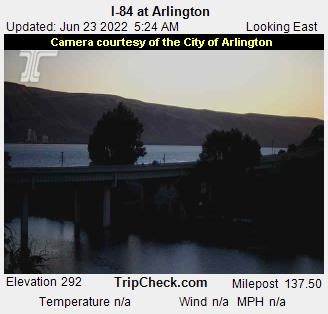 I-84 at Arlington
Updated: Jun 23 2022 5:24 AM Looking East
Camera courtesy of the City of Arlington
Elevation 292 TripCheck.com Milepost 137.50
Temperature n/a Wind n/a MPH n/a